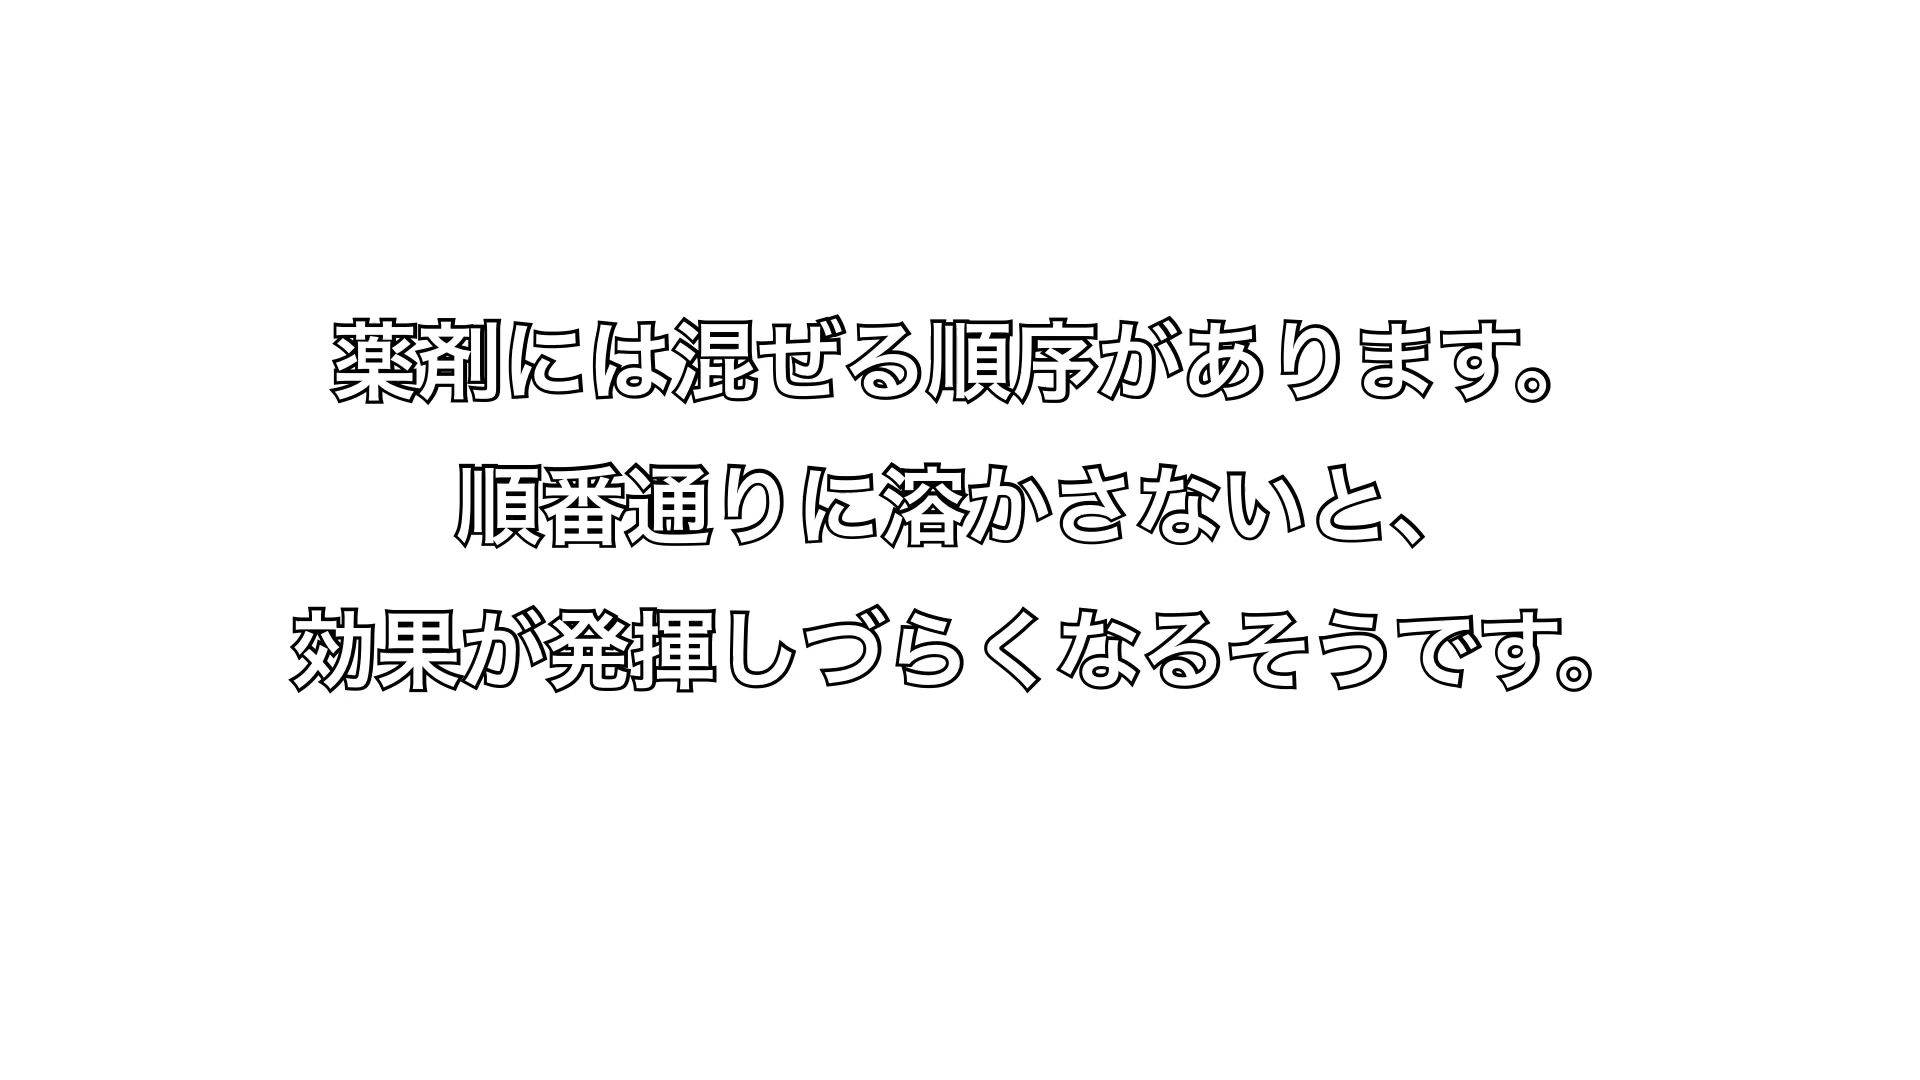 薬剤には混ぜる順序があります。
順番通りに溶かさないと、
効果が発揮しづらくなるそうです。